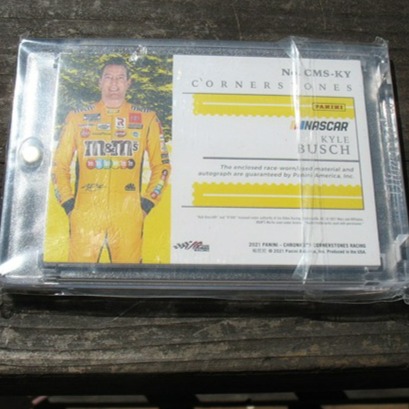 No. CMS-KY
CORNERSTONES
PANINI
NASCAR
KYLE
BUSCH
The enclosed race-worn/used material and
autograph are guaranteed by Panini America, Inc.
m&m's
2021 PANINI - CHRONICLES CORNERSTONES RACING
© 2021 Panini America, Inc. Produced in the USA.